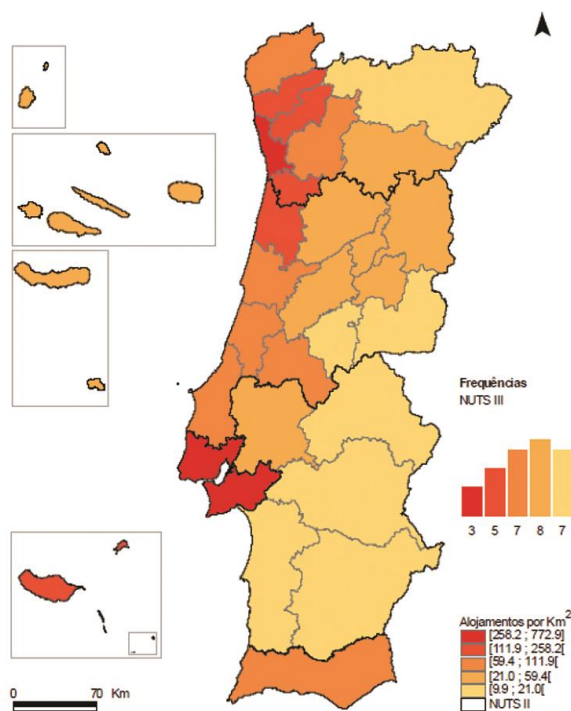 Frequências
NUTS III
3 5 7 8 7
Alojamentos por Km²
[258.2 ; 772.9]
[111.9 ; 258.2[
[59.4 ; 111.9[
[21.0 ; 59.4[
[9.9 ; 21.0[
NUTS II
0 70 Km